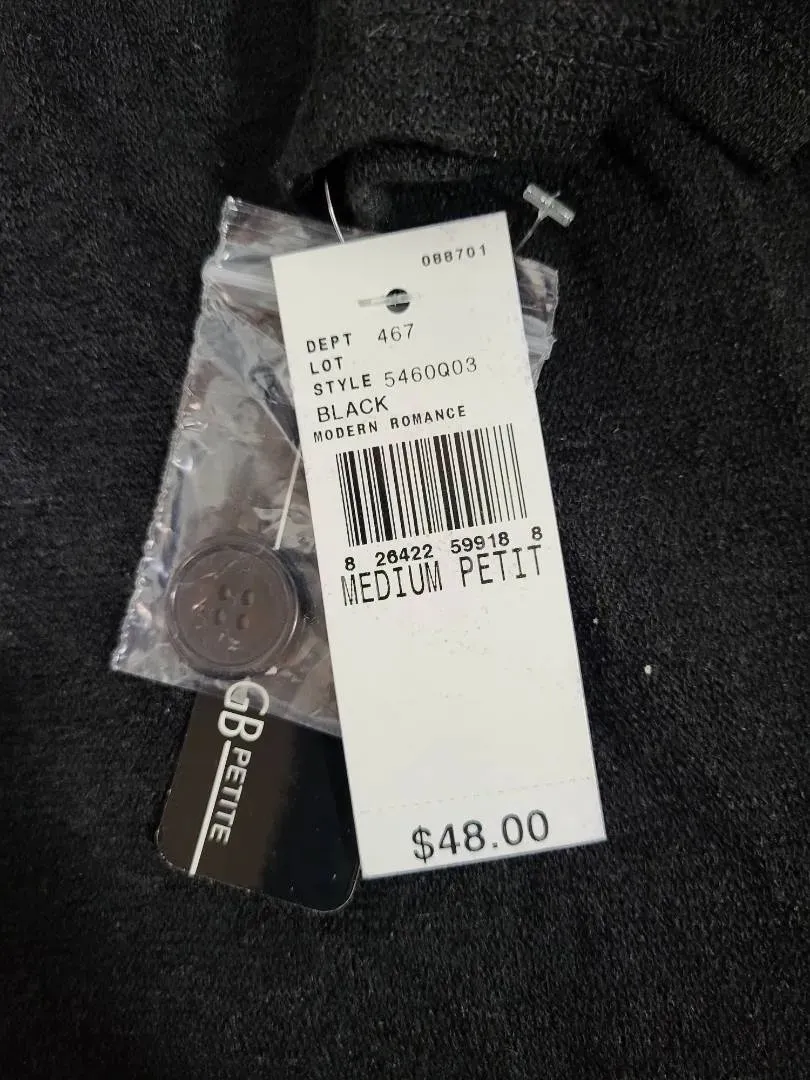 088701
DEPT 467
LOT
STYLE 5460Q03
BLACK
MODERN ROMANCE
8 26422 59918 8
MEDIUM PETIT
$48.00
GB PETITE